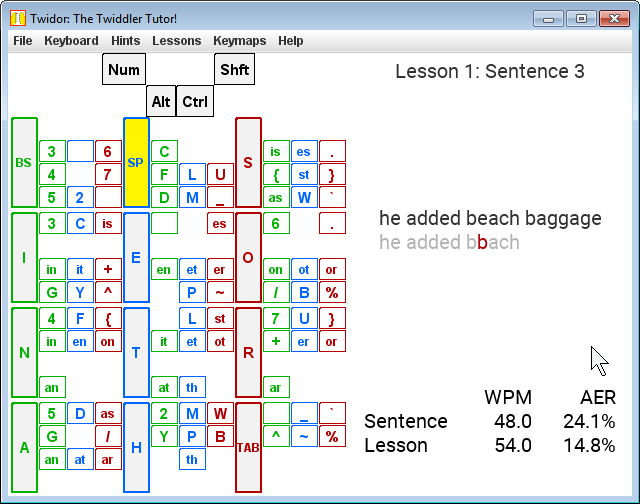 Twidor: The Twiddler Tutor!
File Keyboard Hints Lessons Keymaps Help
Num Shft
Alt Ctrl
Lesson 1: Sentence 3
BS 3 6 SP C S is es .
4 7 F L U { st }
5 2 D M _ as W `
I 3 C is E es O 6 .
in it + en et er on ot or
G Y ^ P ~ / B %
N 4 F { T L st R 7 U }
in en on it et ot + er or
an at th ar
A 5 D as H 2 M W TAB _ `
G / Y P B ^ ~ %
an at ar th
he added beach baggage
he added bbach
WPM AER
Sentence 48.0 24.1%
Lesson 54.0 14.8%